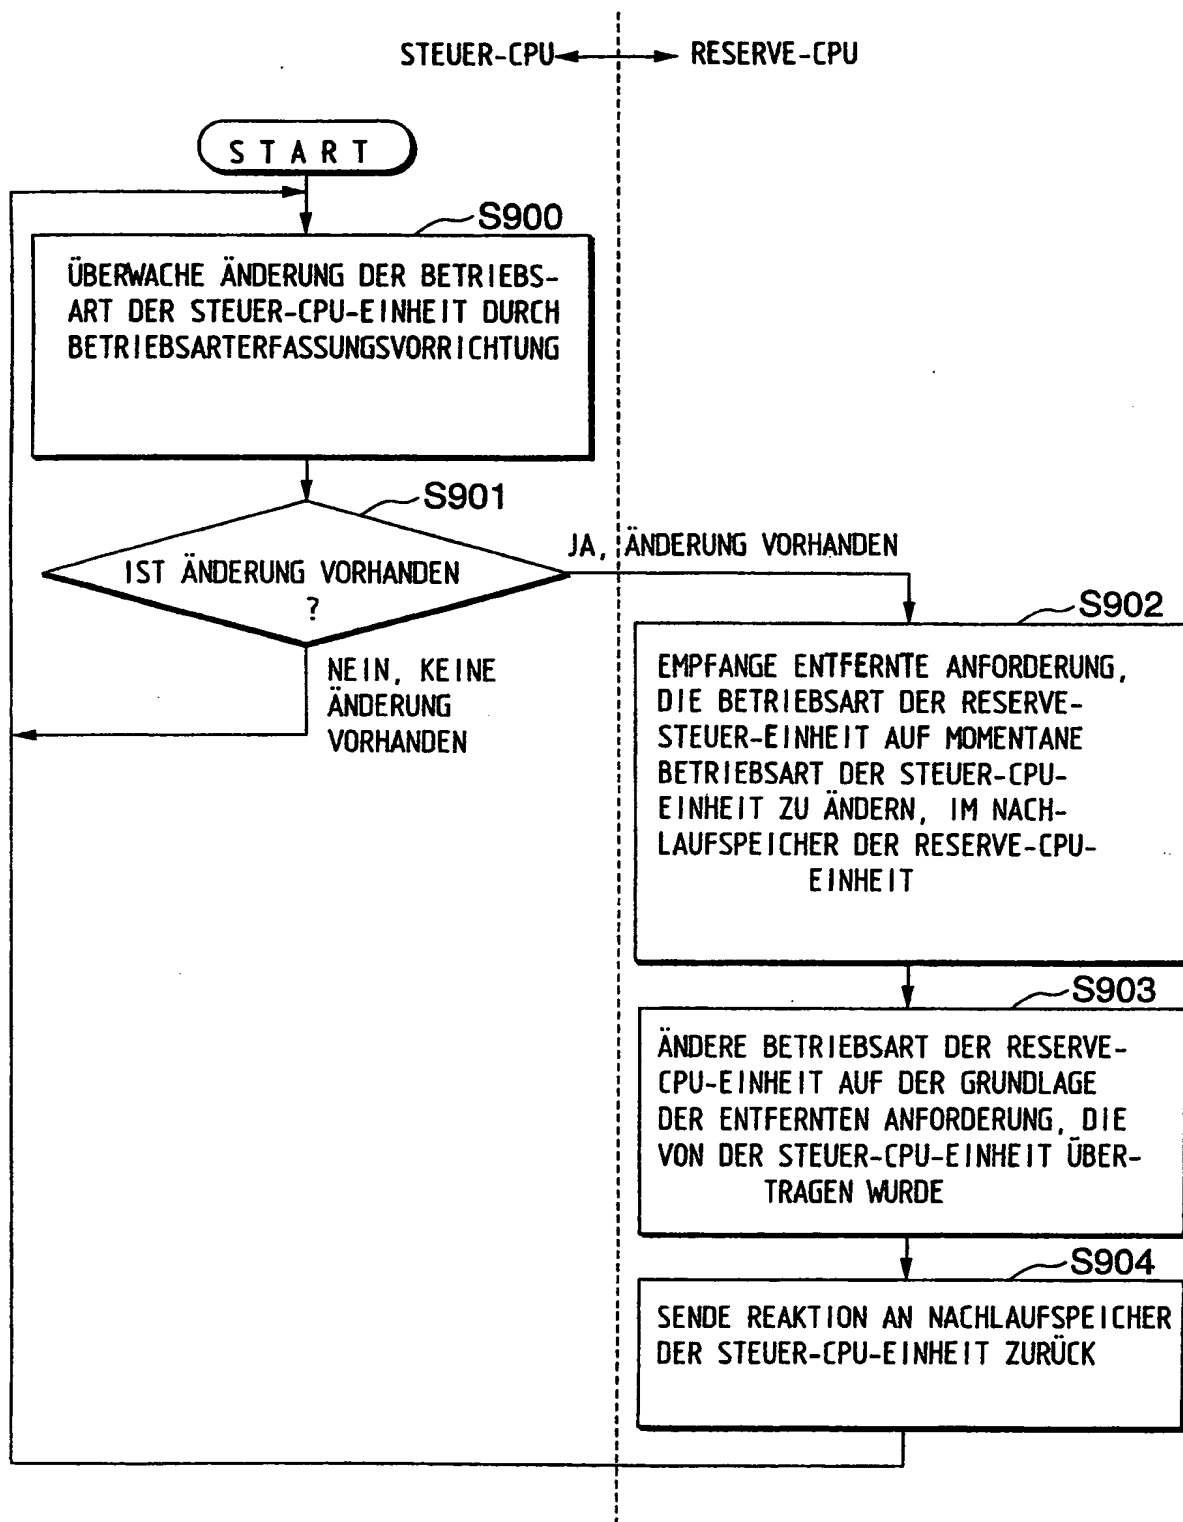 STEUER-CPU
RESERVE-CPU
START
S900
ÜBERWACHE ÄNDERUNG DER BETRIEBS-
ART DER STEUER-CPU-EINHEIT DURCH
BETRIEBSARTERFASSUNGSVORRICHTUNG
S901
IST ÄNDERUNG VORHANDEN
?
JA, ÄNDERUNG VORHANDEN
NEIN, KEINE
ÄNDERUNG
VORHANDEN
S902
EMPFANGE ENTFERNTE ANFORDERUNG,
DIE BETRIEBSART DER RESERVE-
STEUER-EINHEIT AUF MOMENTANE
BETRIEBSART DER STEUER-CPU-
EINHEIT ZU ÄNDERN, IM NACH-
LAUFSPEICHER DER RESERVE-CPU-
EINHEIT
S903
ÄNDERE BETRIEBSART DER RESERVE-
CPU-EINHEIT AUF DER GRUNDLAGE
DER ENTFERNTEN ANFORDERUNG, DIE
VON DER STEUER-CPU-EINHEIT ÜBER-
TRAGEN WURDE
S904
SENDE REAKTION AN NACHLAUFSPEICHER
DER STEUER-CPU-EINHEIT ZURÜCK